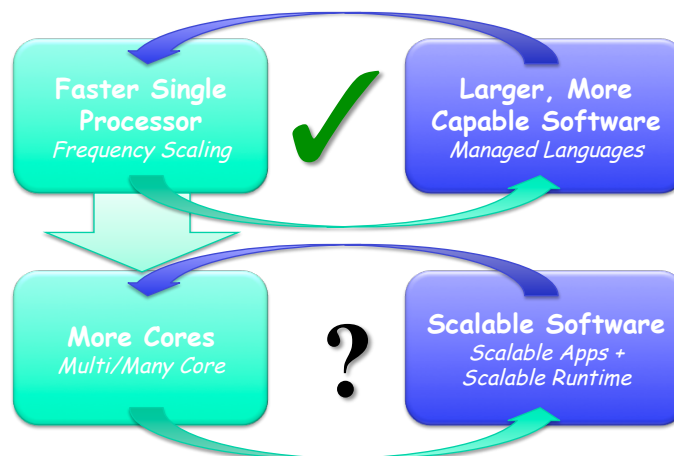 Faster Single
Processor
Frequency Scaling
Larger, More
Capable Software
Managed Languages
More Cores
Multi/Many Core
?
Scalable Software
Scalable Apps +
Scalable Runtime